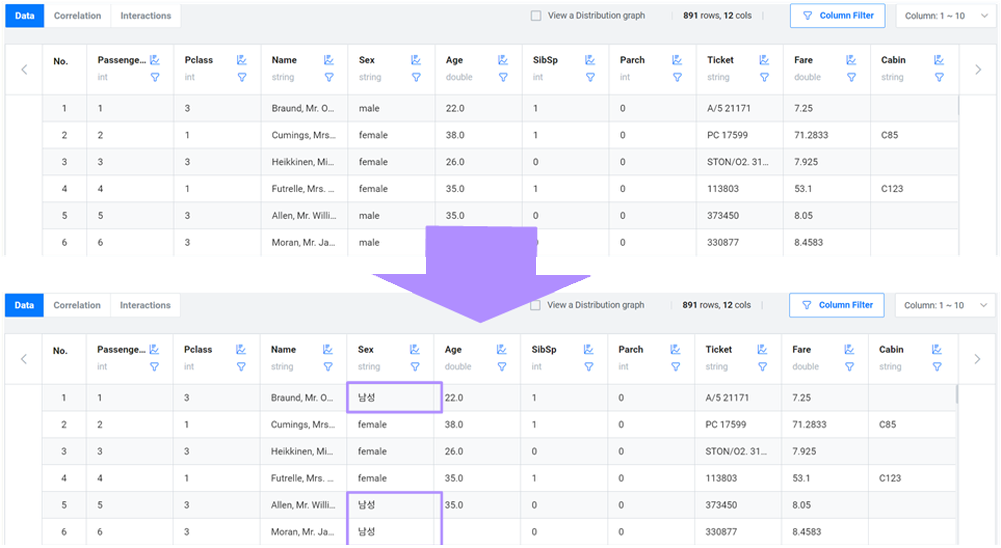 Data Correlation Interactions View a Distribution graph 891 rows, 12 cols Column Filter Column: 1 ~ 10
No. Passenge... Pclass Name Sex Age SibSp Parch Ticket Fare Cabin
int int string string double int int string double string
1 1 3 Braund, Mr. O... male 22.0 1 0 A/5 21171 7.25
2 2 1 Cumings, Mrs... female 38.0 1 0 PC 17599 71.2833 C85
3 3 3 Heikkinen, Mi... female 26.0 0 0 STON/O2. 31... 7.925
4 4 1 Futrelle, Mrs. ... female 35.0 1 0 113803 53.1 C123
5 5 3 Allen, Mr. Willi... male 35.0 0 0 373450 8.05
6 6 3 Moran, Mr. Ja... male 0 330877 8.4583
Data Correlation Interactions View a Distribution graph 891 rows, 12 cols Column Filter Column: 1 ~ 10
No. Passenge... Pclass Name Sex Age SibSp Parch Ticket Fare Cabin
int int string string double int int string double string
1 1 3 Braund, Mr. O... 남성 22.0 1 0 A/5 21171 7.25
2 2 1 Cumings, Mrs... female 38.0 1 0 PC 17599 71.2833 C85
3 3 3 Heikkinen, Mi... female 26.0 0 0 STON/O2. 31... 7.925
4 4 1 Futrelle, Mrs. ... female 35.0 1 0 113803 53.1 C123
5 5 3 Allen, Mr. Willi... 남성 35.0 0 0 373450 8.05
6 6 3 Moran, Mr. Ja... 남성 0 0 330877 8.4583